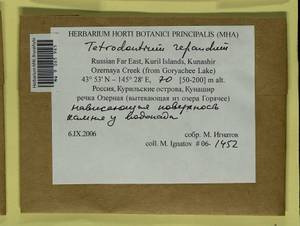 HERBARIUM HORTI BOTANICI PRINCIPALIS (MHA)
Tetrodontium repandum
Russian Far East, Kuril Islands, Kunashir
Ozernaya Creek (from Goryachee Lake)
43° 53' N – 145° 28' E, 70 [50-200] m alt.
Россия, Курильские острова, Кунашир
речка Озерная (вытекающая из озера Горячее)
нависающая поверхность
камня у водопада
6.IX.2006
собр. М. Игнатов
coll. M. Ignatov # 06- 1452